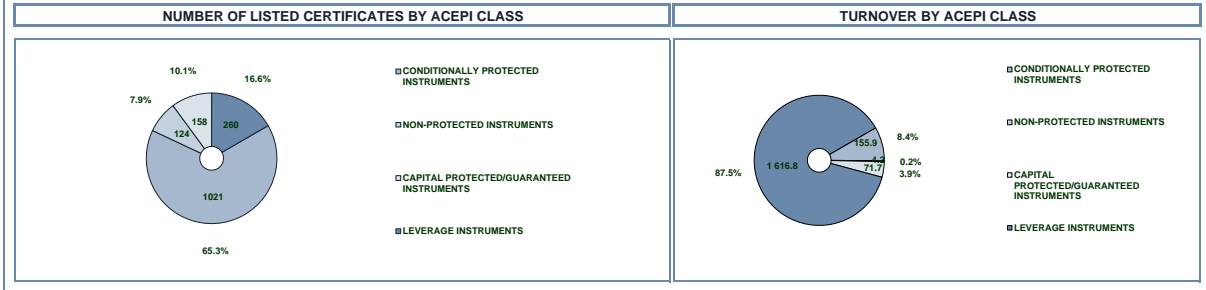 NUMBER OF LISTED CERTIFICATES BY ACEPI CLASS
10.1%
16.6%
7.9%
158
260
124
1021
65.3%
CONDITIONALLY PROTECTED
INSTRUMENTS
NON-PROTECTED INSTRUMENTS
CAPITAL PROTECTED/GUARANTEED
INSTRUMENTS
LEVERAGE INSTRUMENTS
TURNOVER BY ACEPI CLASS
155.9
8.4%
0.2%
1 616.8
71.7
3.9%
87.5%
CONDITIONALLY PROTECTED
INSTRUMENTS
NON-PROTECTED INSTRUMENTS
CAPITAL
PROTECTED/GUARANTEED
INSTRUMENTS
LEVERAGE INSTRUMENTS